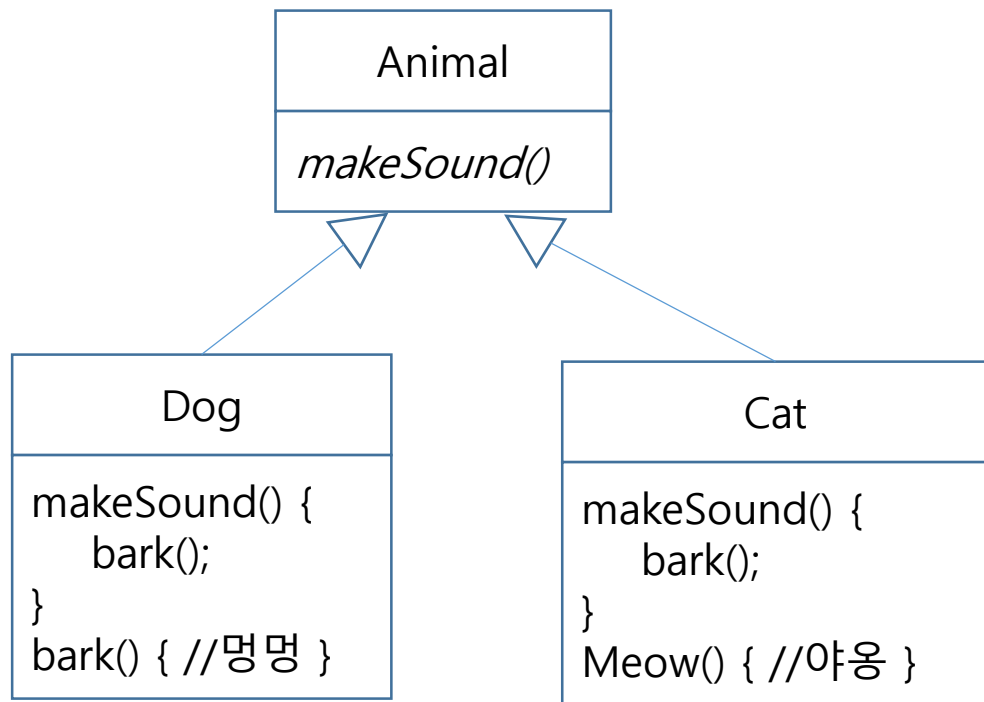 Animal
makeSound()
Dog
makeSound() {
bark();
}
bark() { //멍멍 }
Cat
makeSound() {
bark();
}
Meow() { //야옹 }